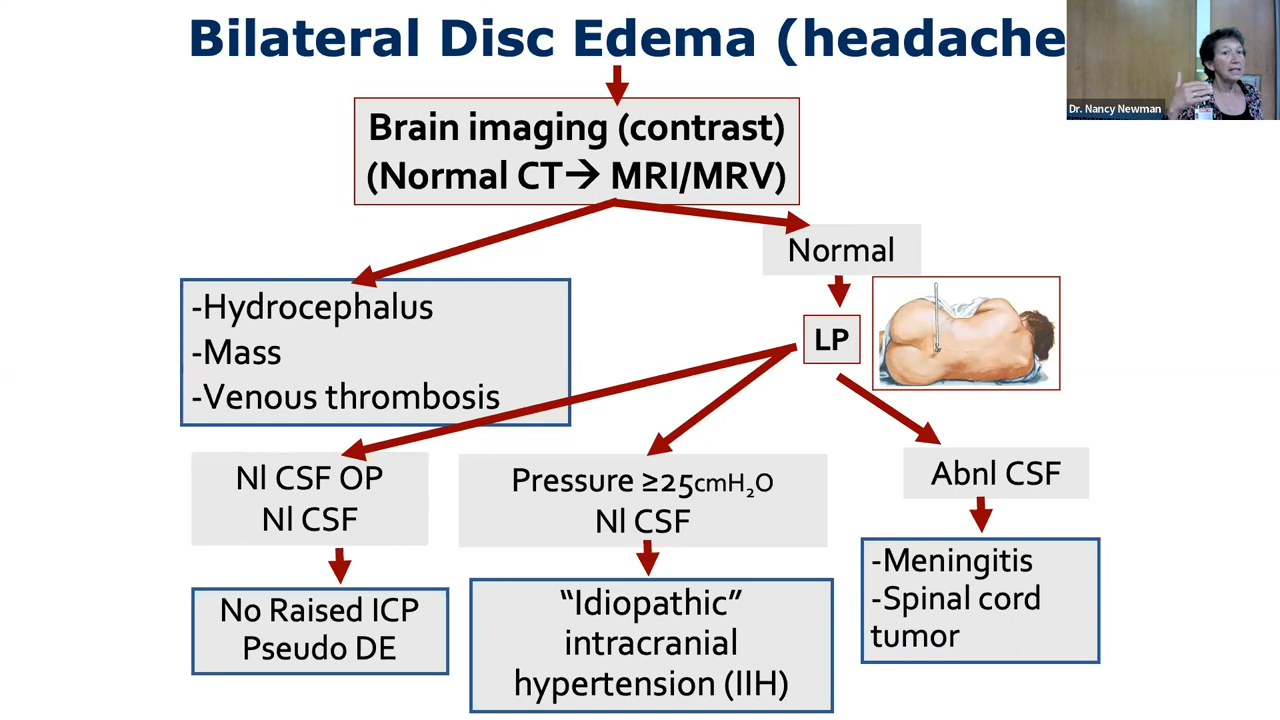 Bilateral Disc Edema (headache
Dr. Nancy Newman
Brain imaging (contrast)
(Normal CT→ MRI/MRV)
Normal
-Hydrocephalus
-Mass
-Venous thrombosis
LP
Nl CSF OP
Nl CSF
Pressure ≥25cmH₂O
Nl CSF
Abnl CSF
No Raised ICP
Pseudo DE
“Idiopathic”
intracranial
hypertension (IIH)
-Meningitis
-Spinal cord
tumor